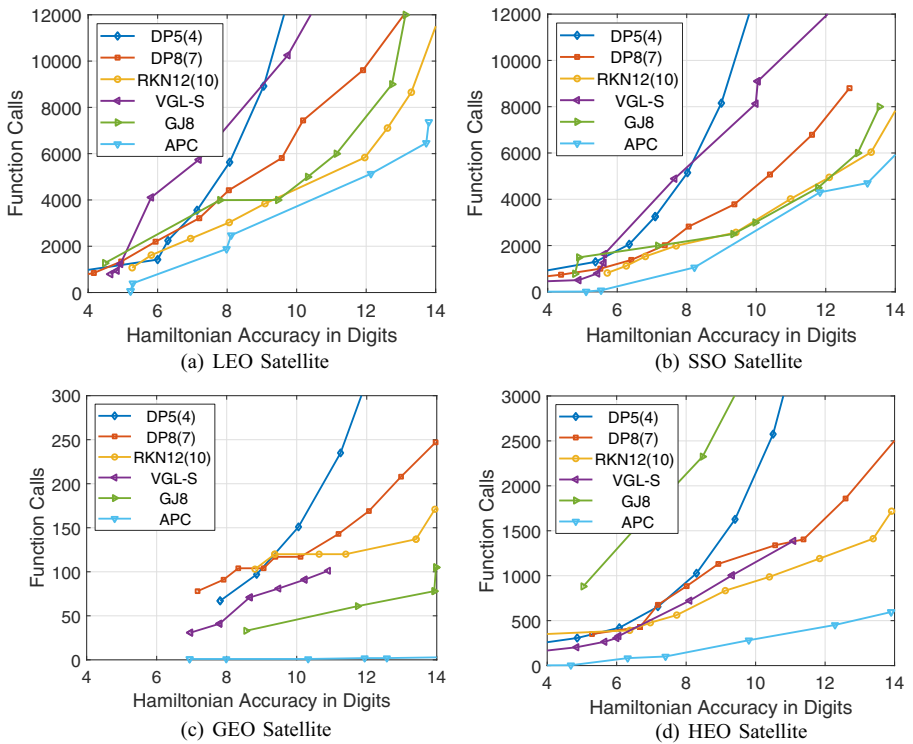 12000
10000
8000
6000
4000
2000
0
Function Calls
DP5(4)
DP8(7)
RKN12(10)
VGL-S
GJ8
APC
4 6 8 10 12 14
Hamiltonian Accuracy in Digits
(a) LEO Satellite
12000
10000
8000
6000
4000
2000
0
Function Calls
DP5(4)
DP8(7)
RKN12(10)
VGL-S
GJ8
APC
4 6 8 10 12 14
Hamiltonian Accuracy in Digits
(b) SSO Satellite
300
250
200
150
100
50
0
Function Calls
DP5(4)
DP8(7)
RKN12(10)
VGL-S
GJ8
APC
4 6 8 10 12 14
Hamiltonian Accuracy in Digits
(c) GEO Satellite
3000
2500
2000
1500
1000
500
0
Function Calls
DP5(4)
DP8(7)
RKN12(10)
VGL-S
GJ8
APC
4 6 8 10 12 14
Hamiltonian Accuracy in Digits
(d) HEO Satellite